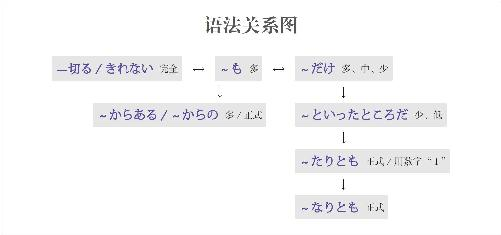 语法关系图
一切る / きれない 完全 ↔ ～も 多 ↔ ～だけ 多、中、少
～からある / ～からの 多 / 正式 ～といったところだ 少、低
～たりとも 正式 / 用数字“1”
～なりとも 正式